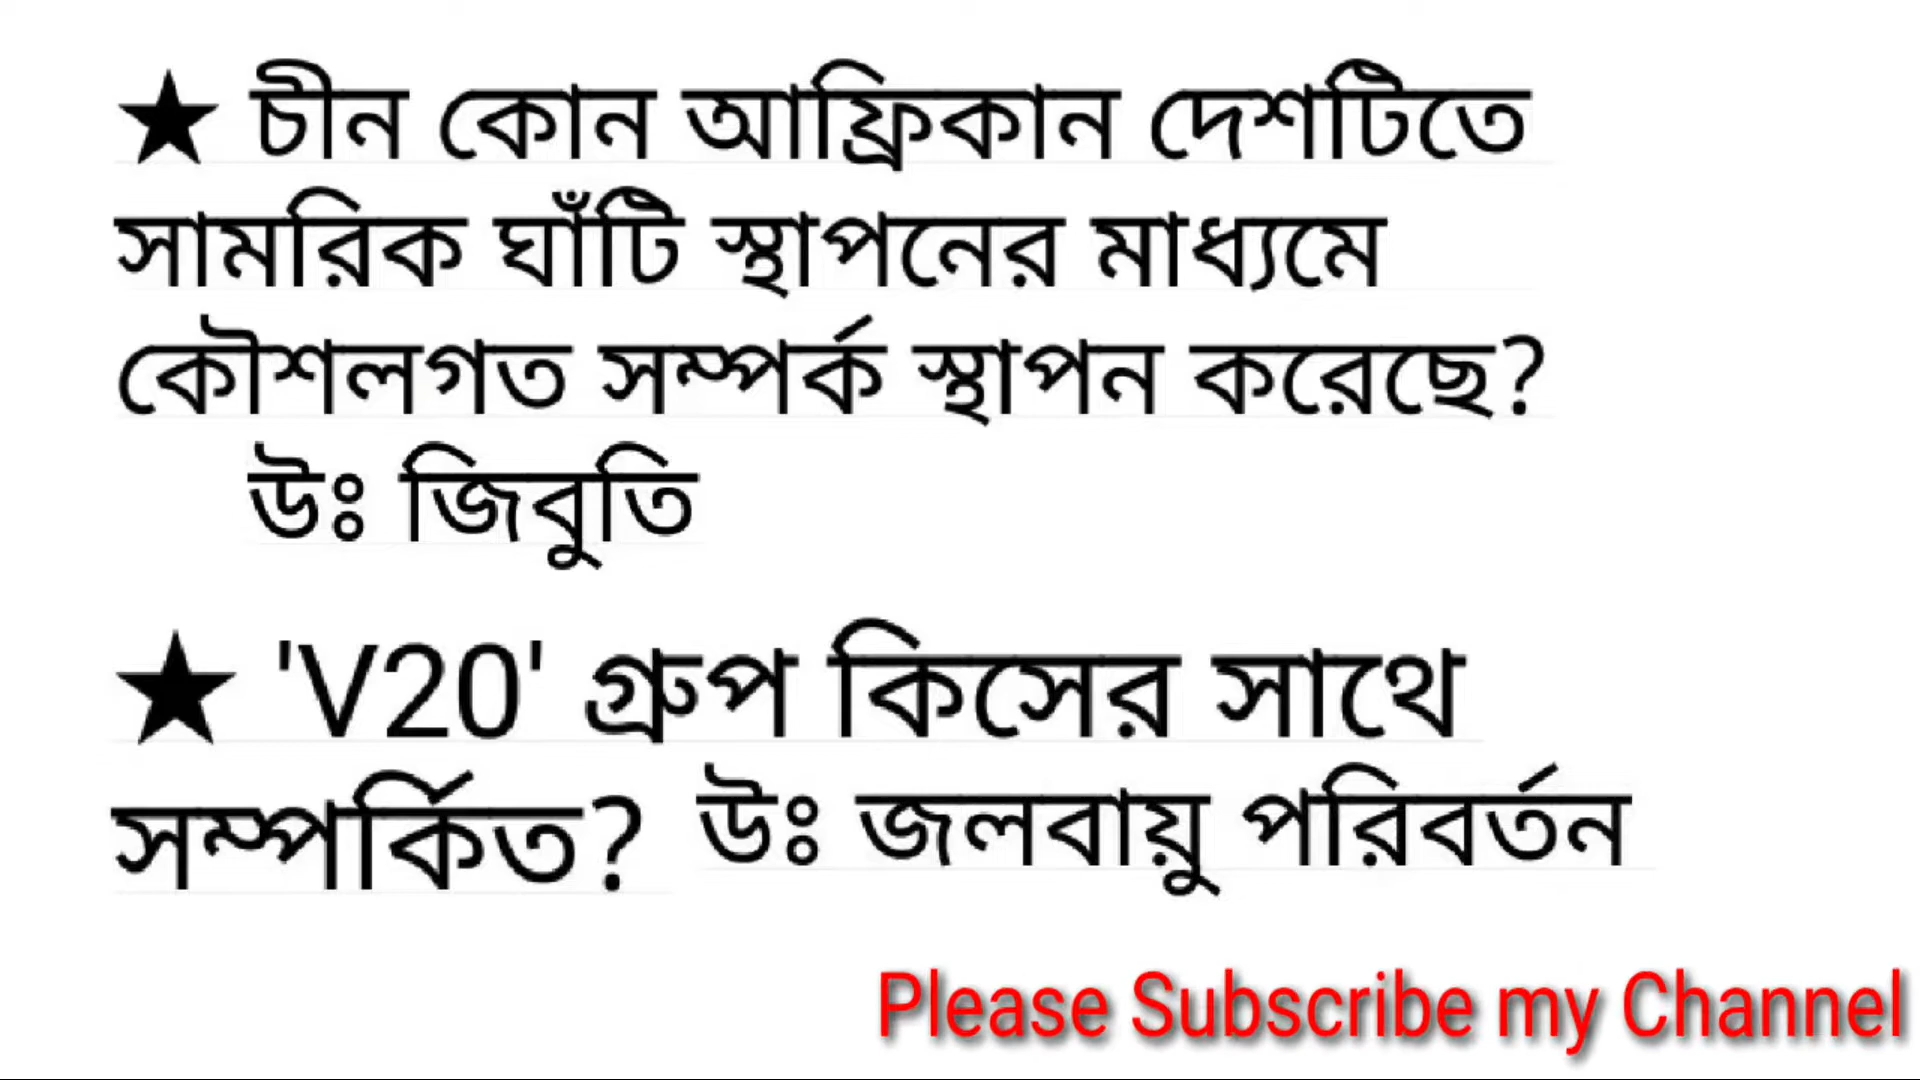 ★ চীন কোন আফ্রিকান দেশটিতে
সামরিক ঘাঁটি স্থাপনের মাধ্যমে
কৌশলগত সম্পর্ক স্থাপন করেছে?
উঃ জিবুতি
★ 'V20' গ্রুপ কিসের সাথে
সম্পর্কিত? উঃ জলবায়ু পরিবর্তন
Please Subscribe my Channel